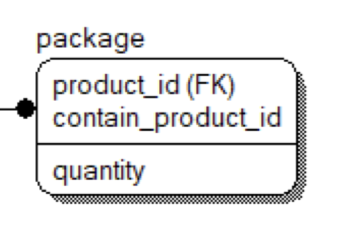 package
product_id (FK)
contain_product_id
quantity